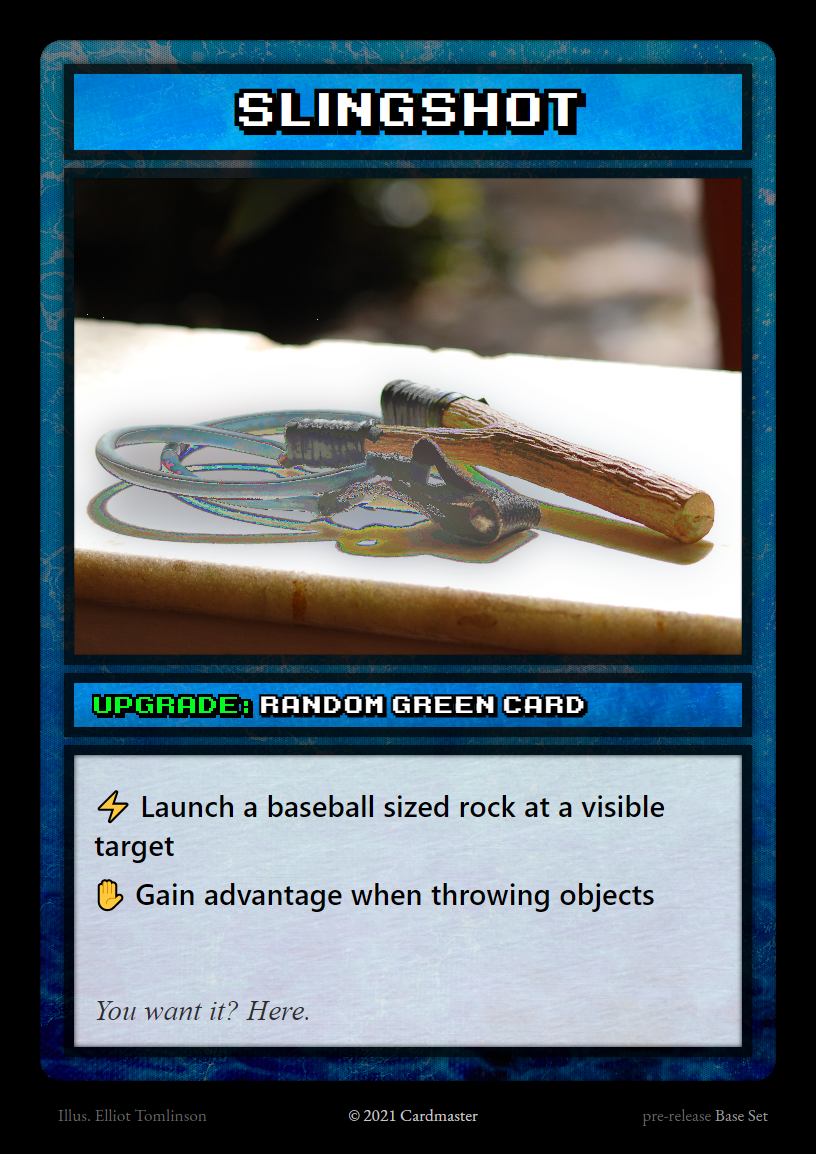 SLINGSHOT
UPGRADE: RANDOM GREEN CARD
⚡ Launch a baseball sized rock at a visible
target
✋ Gain advantage when throwing objects
You want it? Here.
Illus. Elliot Tomlinson © 2021 Cardmaster pre-release Base Set